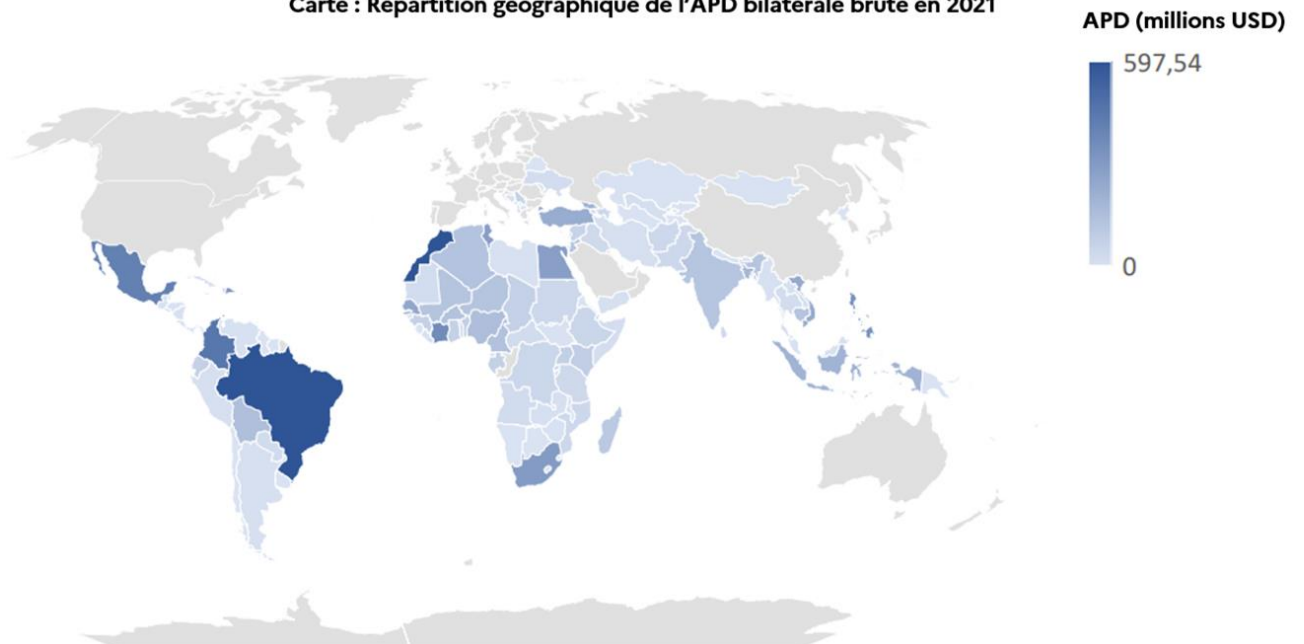 Carte : Répartition géographique de l'APD bilatérale brute en 2021
APD (millions USD)
597,54
0